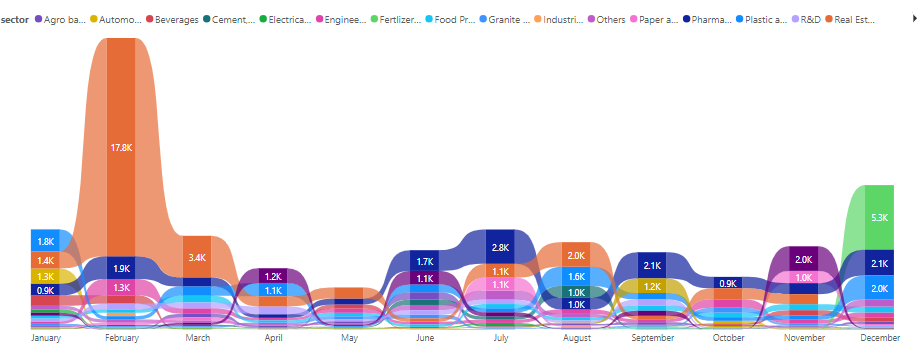 sector Agro ba... Automo... Beverages Cement,... Electrica... Enginee... Fertlizer... Food Pr... Granite ... Industri... Others Paper a... Pharma... Plastic a... R&D Real Est...
17.8K
5.3K
1.8K
1.4K
1.3K
0.9K
1.9K
1.3K
3.4K
1.2K
1.1K
1.7K
1.1K
2.8K
1.1K
1.1K
2.0K
1.6K
1.0K
1.0K
2.1K
1.2K
0.9K
0.9K
2.0K
1.0K
2.1K
2.0K
January February March April May June July August September October November December